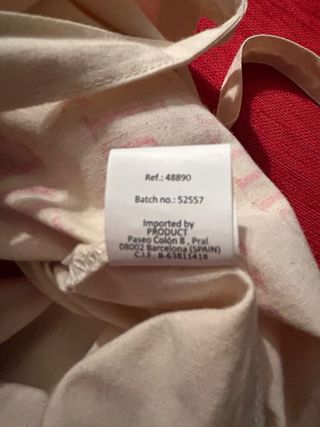 Ref.: 48890
Batch no.: 52557
Imported by
PRODUCT
Paseo Colón 8 , Pral
08002 Barcelona (SPAIN)
C.I.F.: B-63811418